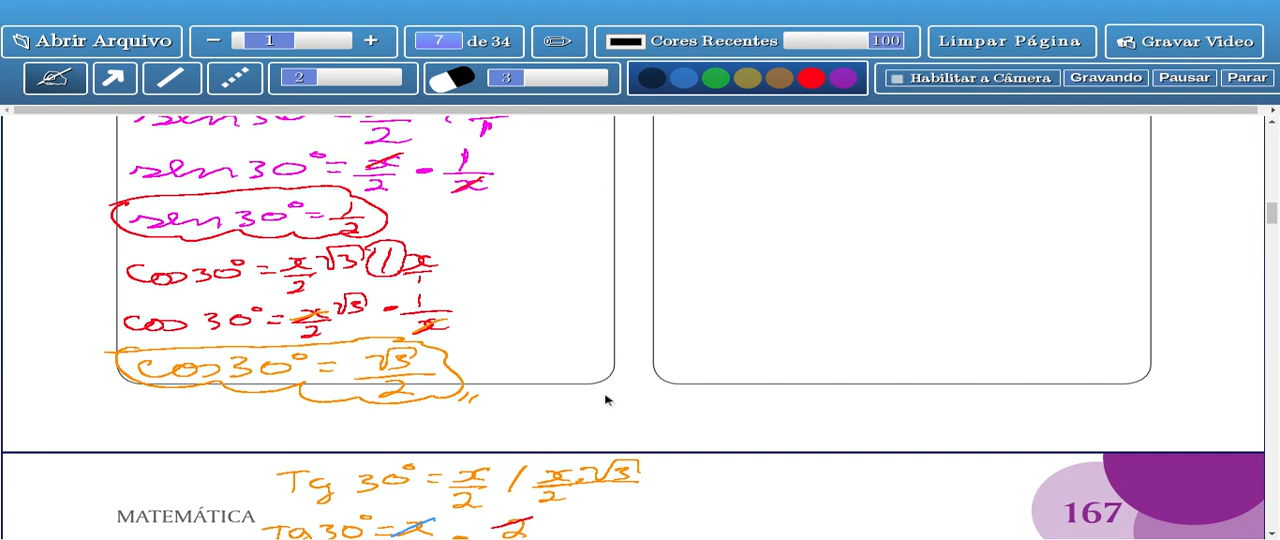 Abrir Arquivo − 1 + 7 de 34 Cores Recentes 100 Limpar Página Gravar Video
2 3 Habilitar a Câmera Gravando Pausar Parar
sen 30° = x/2 · 1/x
sen 30° = 1/2
cos 30° = x/2 √3 / x/1
cos 30° = x/2 √3 · 1/x
cos 30° = √3/2
Tg 30° = x/2 / x.√3/2
MATEMÁTICA
167